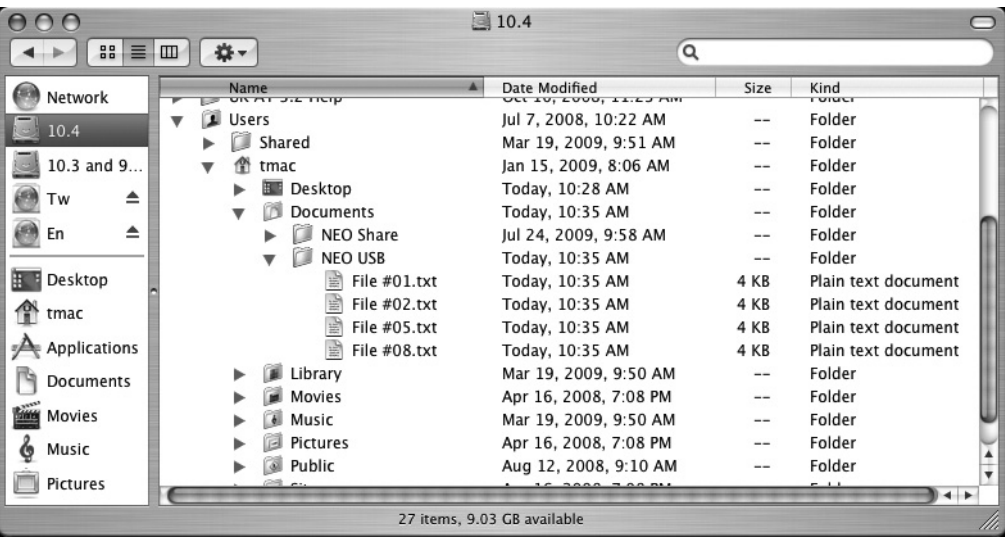 10.4
Name Date Modified Size Kind
Users Jul 7, 2008, 10:22 AM -- Folder
Shared Mar 19, 2009, 9:51 AM -- Folder
tmac Jan 15, 2009, 8:06 AM -- Folder
Desktop Today, 10:28 AM -- Folder
Documents Today, 10:35 AM -- Folder
NEO Share Jul 24, 2009, 9:58 AM -- Folder
NEO USB Today, 10:35 AM -- Folder
File #01.txt Today, 10:35 AM 4 KB Plain text document
File #02.txt Today, 10:35 AM 4 KB Plain text document
File #05.txt Today, 10:35 AM 4 KB Plain text document
File #08.txt Today, 10:35 AM 4 KB Plain text document
Library Mar 19, 2009, 9:50 AM -- Folder
Movies Apr 16, 2008, 7:08 PM -- Folder
Music Mar 19, 2009, 9:50 AM -- Folder
Pictures Apr 16, 2008, 7:08 PM -- Folder
Public Aug 12, 2008, 9:10 AM -- Folder
Network
10.4
10.3 and 9...
Tw
En
Desktop
tmac
Applications
Documents
Movies
Music
Pictures
27 items, 9.03 GB available